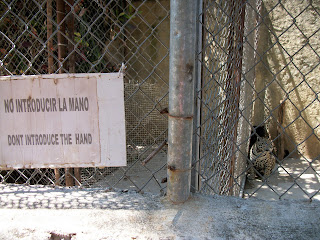 NO INTRODUCIR LA MANO
DONT INTRODUCE THE HAND